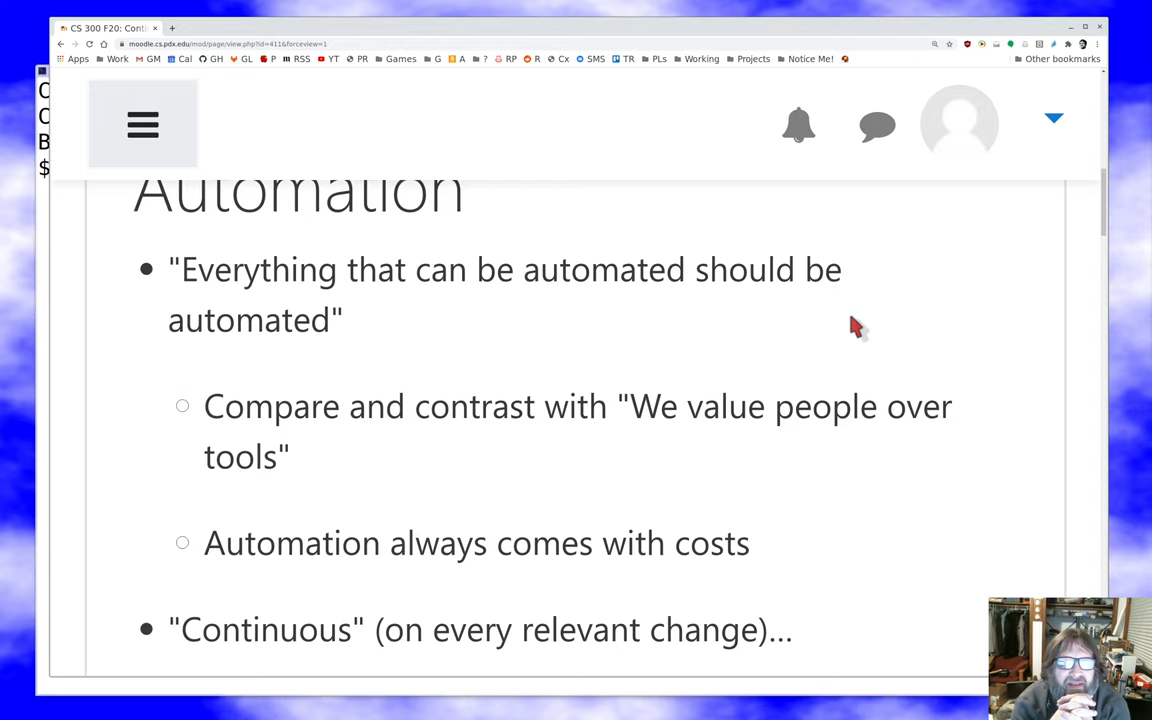 CS 300 F20: Conti
moodle.cs.pdx.edu/mod/page/view.php?id=411&forceview=1
Apps Work GM Cal GH GL P RSS YT PR Games G A ? RP R Cx SMS TR PLs Working Projects Notice Me! Other bookmarks
C
C
B
$
Automation
"Everything that can be automated should be
automated"
Compare and contrast with "We value people over
tools"
Automation always comes with costs
"Continuous" (on every relevant change)...